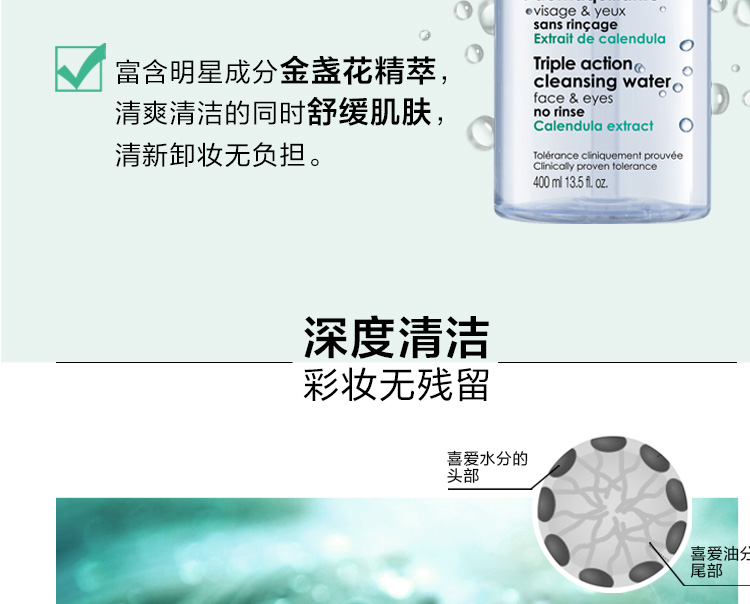 visage & yeux
sans rinçage
Extrait de calendula
Triple action
cleansing water
face & eyes
no rinse
Calendula extract
Tolérance cliniquement prouvée
Clinically proven tolerance
400 ml 13.5 fl. oz.
富含明星成分金盏花精萃，
清爽清洁的同时舒缓肌肤，
清新卸妆无负担。
深度清洁
彩妆无残留
喜爱水分的
头部
喜爱油分
尾部